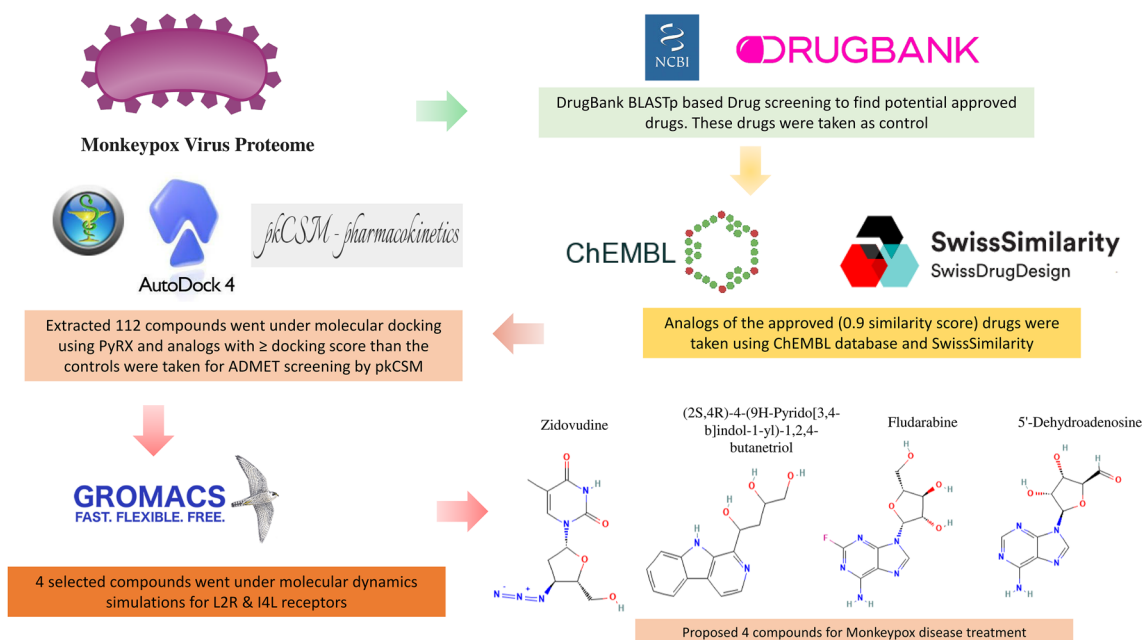 Monkeypox Virus Proteome
NCBI
DRUGBANK
DrugBank BLASTp based Drug screening to find potential approved
drugs. These drugs were taken as control
ChEMBL
SwissSimilarity
SwissDrugDesign
Analogs of the approved (0.9 similarity score) drugs were
taken using ChEMBL database and SwissSimilarity
AutoDock 4
pkCSM - pharmacokinetics
Extracted 112 compounds went under molecular docking
using PyRX and analogs with ≥ docking score than the
controls were taken for ADMET screening by pkCSM
GROMACS
FAST. FLEXIBLE. FREE.
4 selected compounds went under molecular dynamics
simulations for L2R & I4L receptors
Zidovudine
O
N H
N
O
O
N N N
- +
O
H
(2S,4R)-4-(9H-Pyrido[3,4-
b]indol-1-yl)-1,2,4-
butanetriol
H
O
H
O
H
O
H
N
N
Fludarabine
H
O
O
O
H
O
H
F
N
N
N
N
N
H H
5'-Dehydroadenosine
H
O
H
O
H
O
O
N
N
N
N
N
H H
Proposed 4 compounds for Monkeypox disease treatment